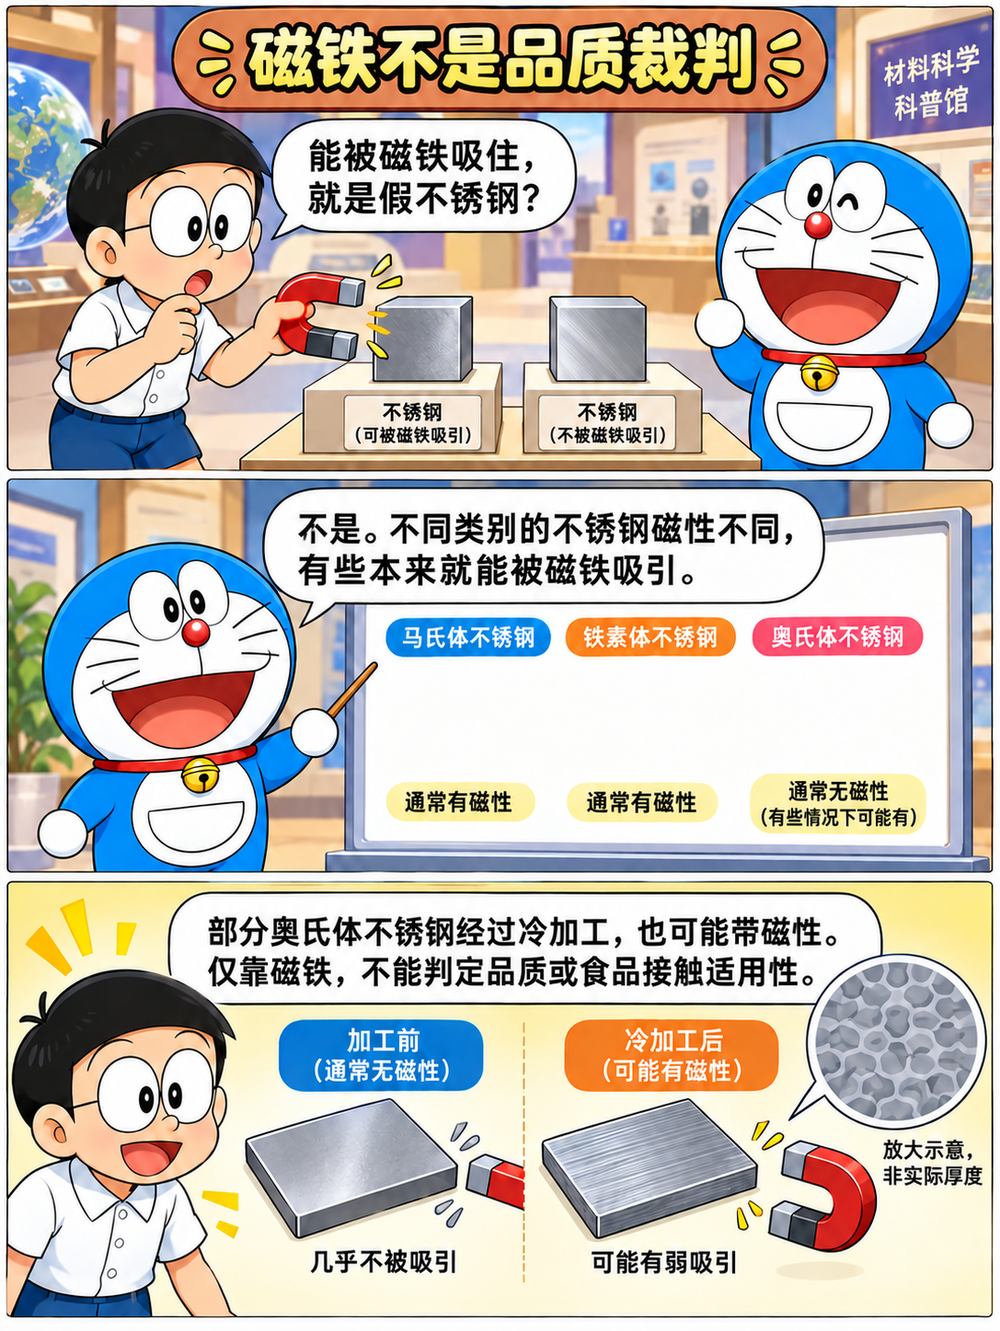 磁铁不是品质裁判
材料科学
科普馆
能被磁铁吸住，
就是假不锈钢？
不锈钢
（可被磁铁吸引）
不锈钢
（不被磁铁吸引）
不是。不同类别的不锈钢磁性不同，
有些本来就能被磁铁吸引。
马氏体不锈钢
铁素体不锈钢
奥氏体不锈钢
通常有磁性
通常有磁性
通常无磁性
（有些情况下可能有）
部分奥氏体不锈钢经过冷加工，也可能带磁性。
仅靠磁铁，不能判定品质或食品接触适用性。
加工前
（通常无磁性）
冷加工后
（可能有磁性）
放大示意，
非实际厚度
几乎不被吸引
可能有弱吸引